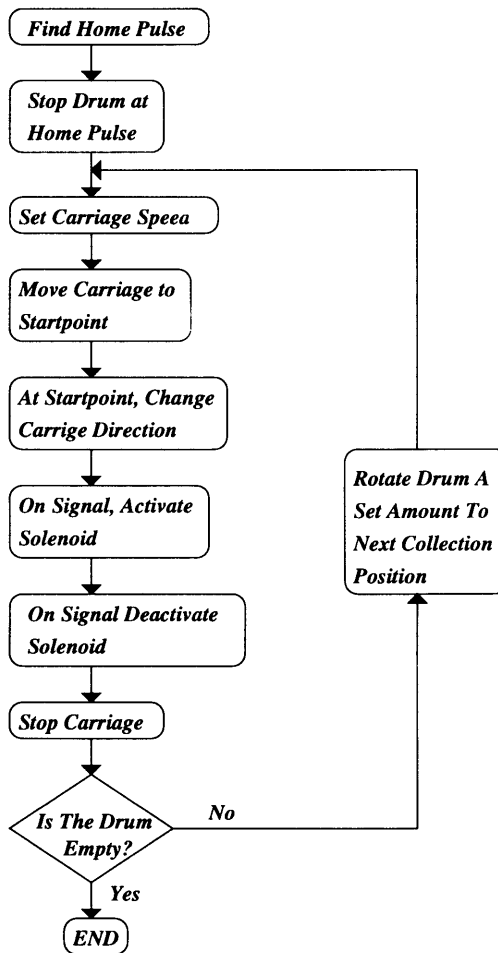 Find Home Pulse
Stop Drum at
Home Pulse
Set Carriage Speea
Move Carriage to
Startpoint
At Startpoint, Change
Carrige Direction
On Signal, Activate
Solenoid
On Signal Deactivate
Solenoid
Stop Carriage
Is The Drum
Empty?
No
Yes
END
Rotate Drum A
Set Amount To
Next Collection
Position